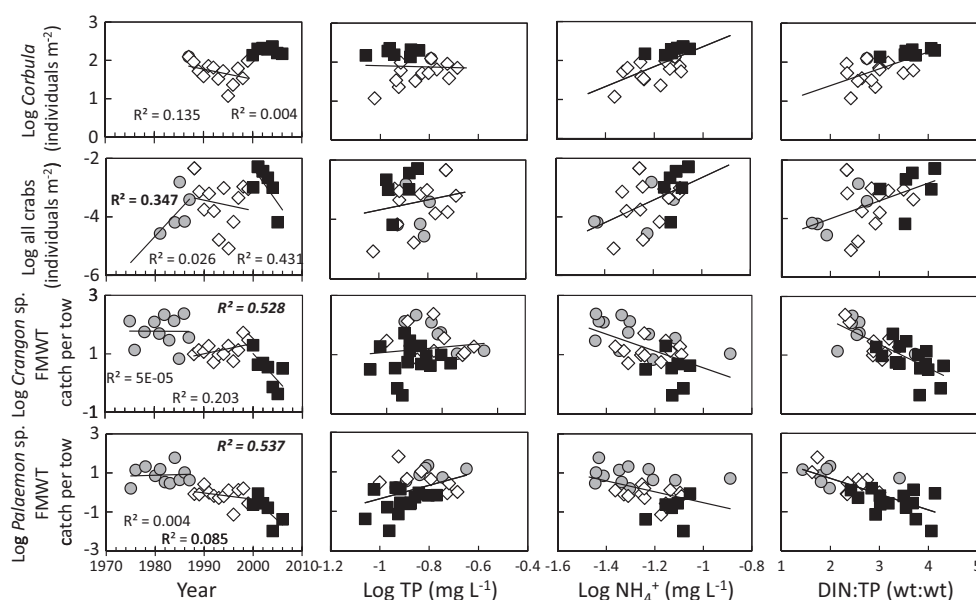 Log Corbula
(individuals m⁻²)
3
2
1
0
R² = 0.135
R² = 0.004
Log all crabs
(individuals m⁻²)
-2
-4
-6
R² = 0.347
R² = 0.026
R² = 0.431
Log Crangon sp.
FMWT
catch per tow
3
1
-1
R² = 0.528
R² = 5E-05
R² = 0.203
Log Palaemon sp.
FMWT
catch per tow
3
1
-1
-3
R² = 0.537
R² = 0.004
R² = 0.085
1970 1980 1990 2000 2010
-1 -0.8 -0.6 -0.4
-1.6 -1.4 -1.2 -1 -0.8
1 2 3 4 5
Year
Log TP (mg L⁻¹)
Log NH₄⁺ (mg L⁻¹)
DIN:TP (wt:wt)